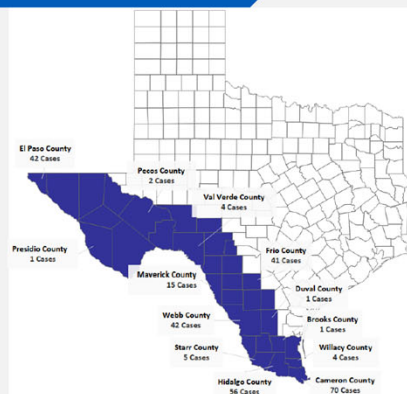 El Paso County
42 Cases
Pecos County
2 Cases
Val Verde County
4 Cases
Presidio County
1 Cases
Frio County
41 Cases
Maverick County
15 Cases
Duval County
1 Cases
Webb County
42 Cases
Brooks County
1 Cases
Starr County
5 Cases
Willacy County
4 Cases
Hidalgo County
56 Cases
Cameron County
70 Cases